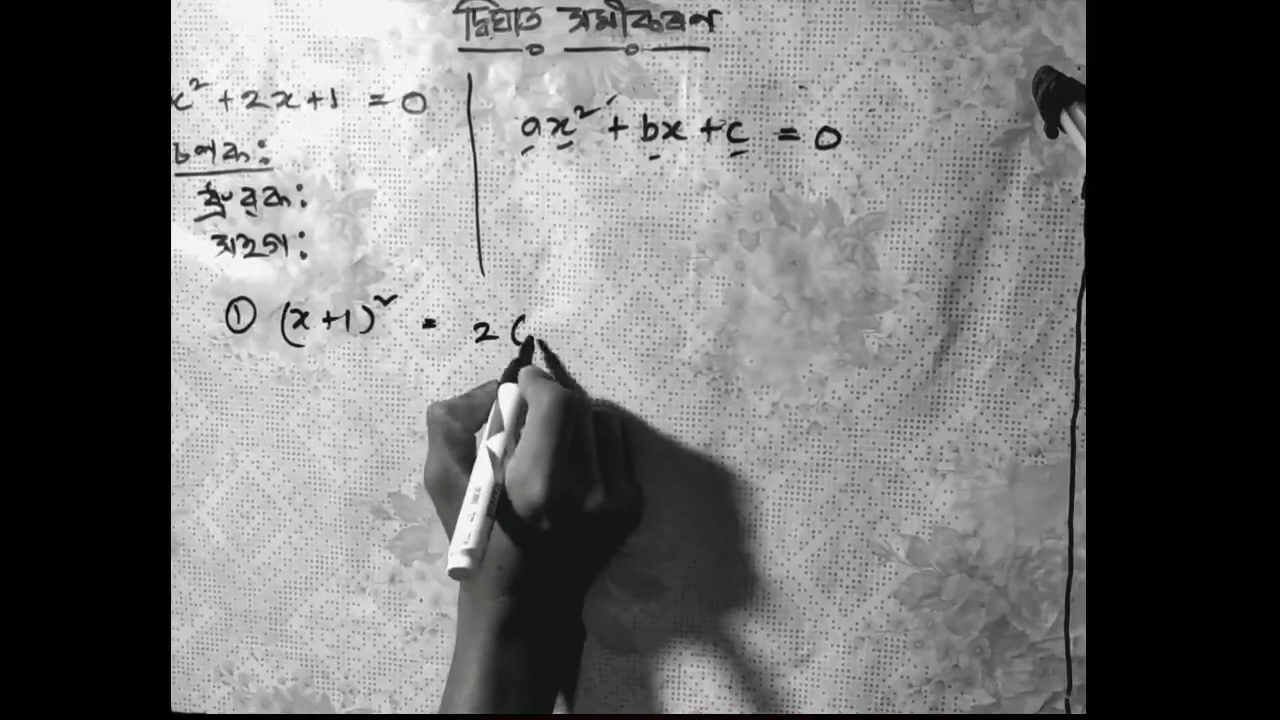 দ্বিঘাত সমীকরণ
x² + 2x + 1 = 0
চলক:
ধ্রুবক:
সহগ:
ax² + bx + c = 0
① (x + 1)² = 2 (